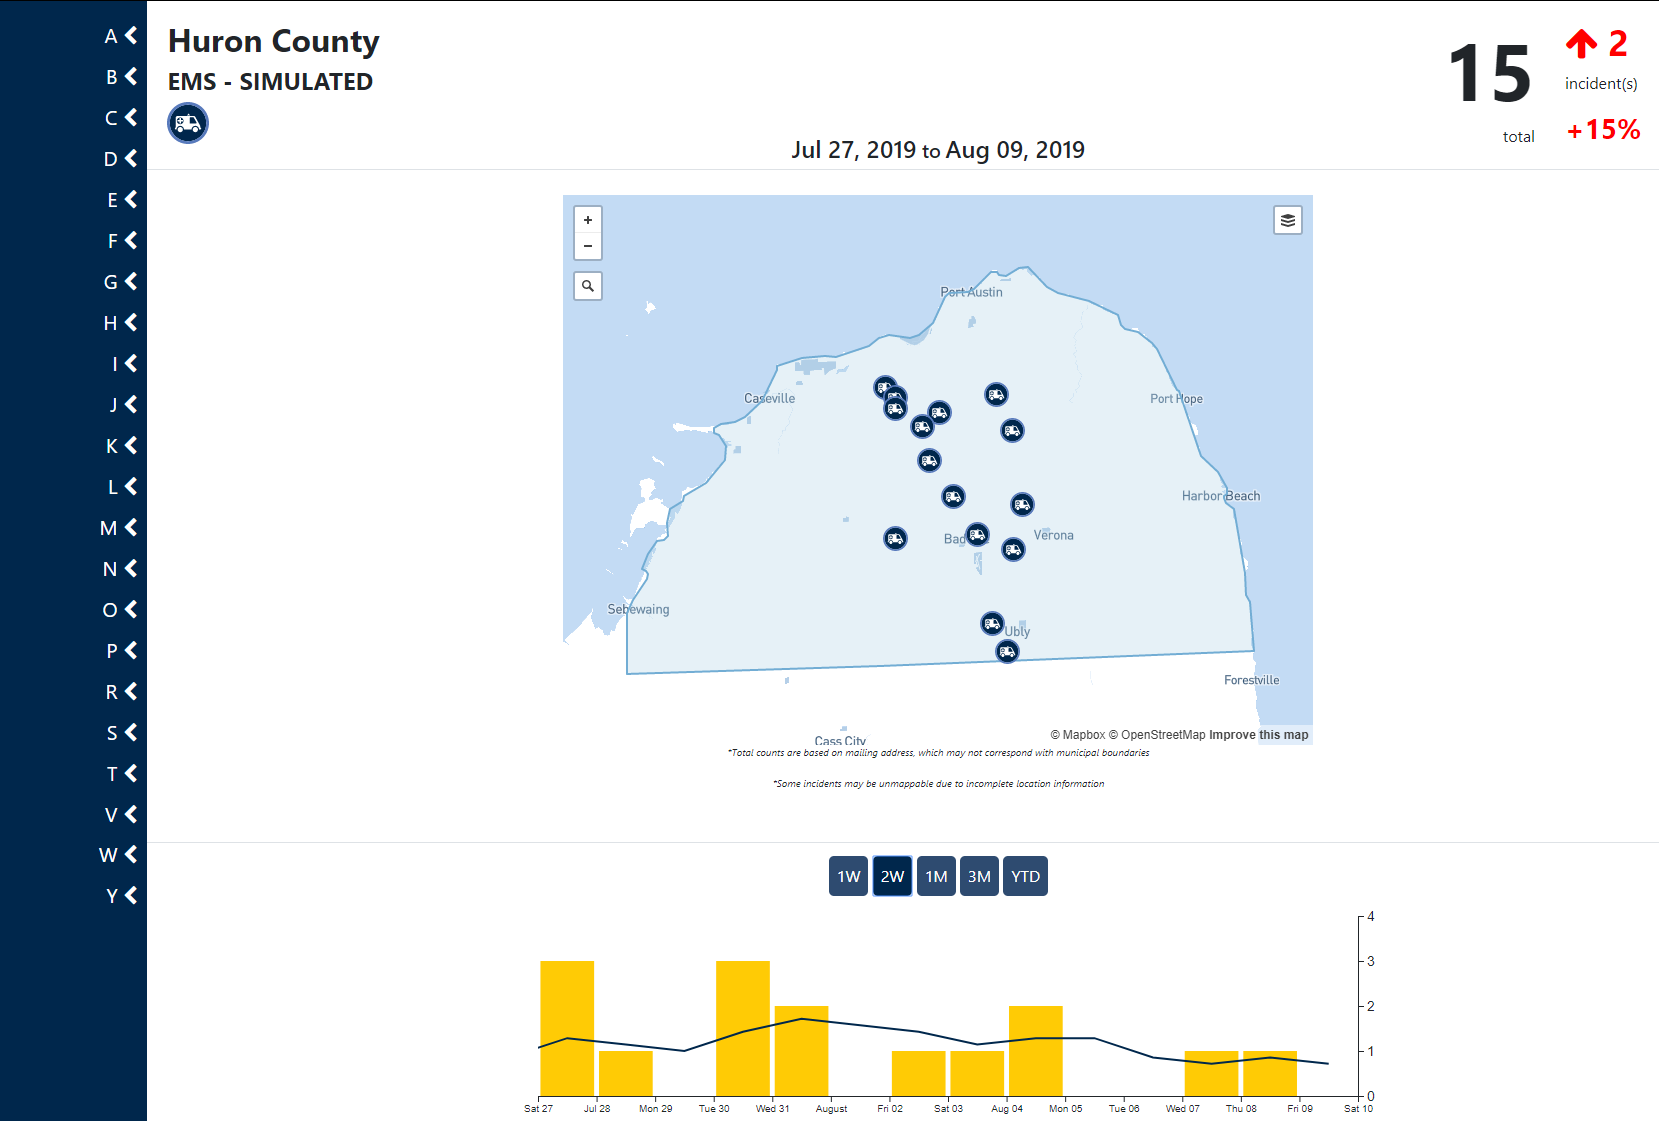 A
B
C
D
E
F
G
H
I
J
K
L
M
N
O
P
R
S
T
V
W
Y
Huron County
EMS - SIMULATED
15
total
2
incident(s)
+15%
Jul 27, 2019 to Aug 09, 2019
+
−
Port Austin
Caseville
Port Hope
Harbor Beach
Bad
Verona
Sebewaing
Ubly
Forestville
Cass City
© Mapbox © OpenStreetMap Improve this map
*Total counts are based on mailing address, which may not correspond with municipal boundaries
*Some incidents may be unmappable due to incomplete location information
1W 2W 1M 3M YTD
4
3
2
1
0
Sat 27 Jul 28 Mon 29 Tue 30 Wed 31 August Fri 02 Sat 03 Aug 04 Mon 05 Tue 06 Wed 07 Thu 08 Fri 09 Sat 10